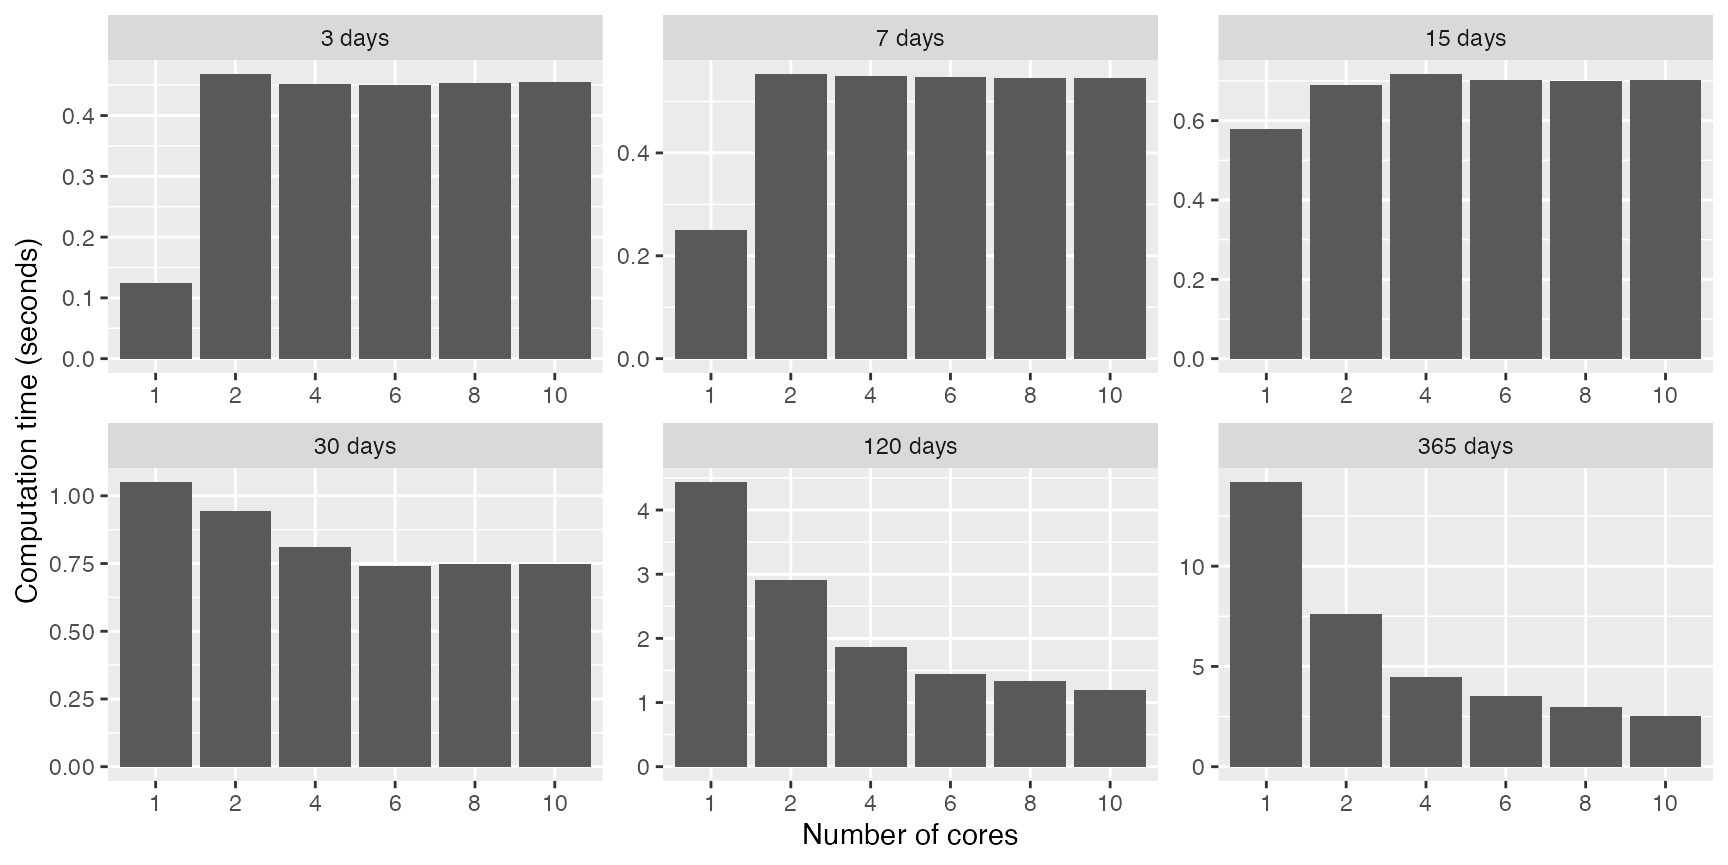 3 days
7 days
15 days
0.4
0.3
0.2
0.1
0.0
0.4
0.2
0.0
0.6
0.4
0.2
0.0
1 2 4 6 8 10
1 2 4 6 8 10
1 2 4 6 8 10
Computation time (seconds)
30 days
120 days
365 days
1.00
0.75
0.50
0.25
0.00
4
3
2
1
0
10
5
0
1 2 4 6 8 10
1 2 4 6 8 10
1 2 4 6 8 10
Number of cores